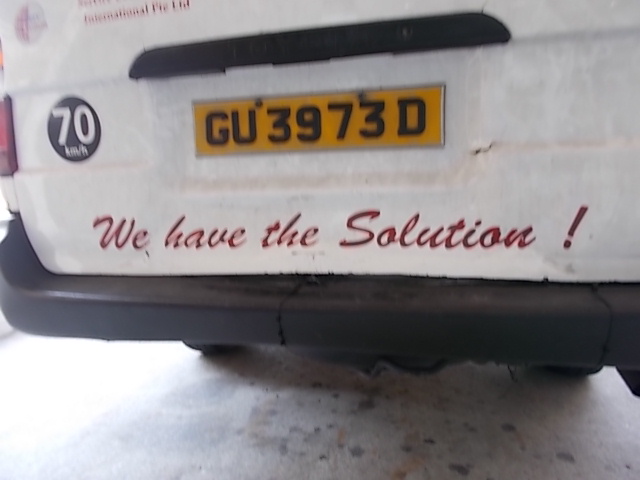 International Pte Ltd
70
km/h
GU 3973 D
We have the Solution !